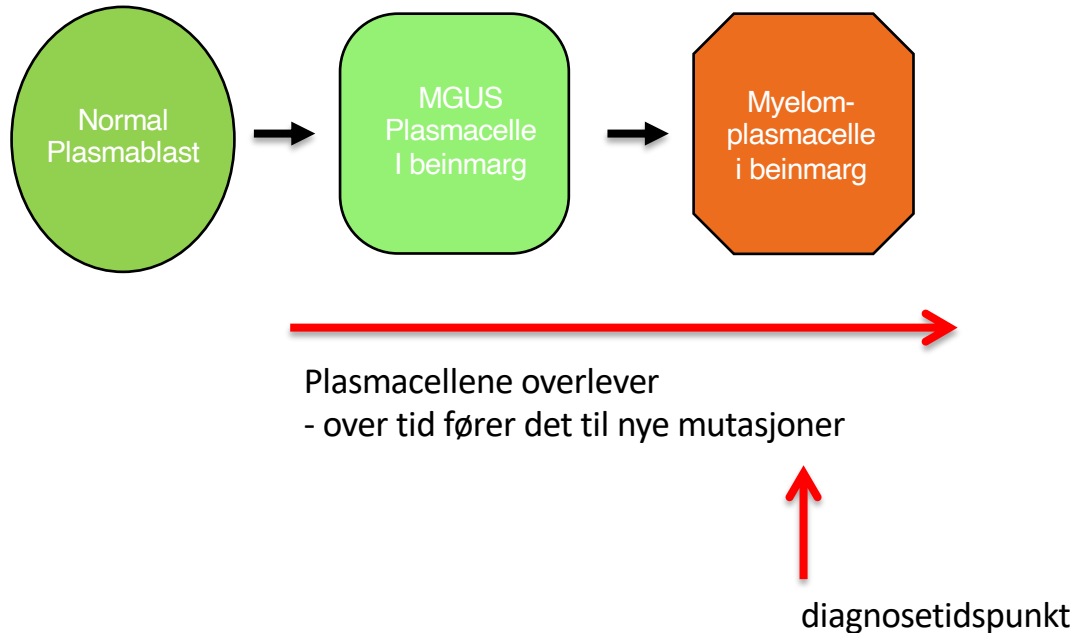 Normal
Plasmablast
MGUS
Plasmacelle
I beinmarg
Myelom-
plasmacelle
i beinmarg
Plasmacellene overlever
- over tid fører det til nye mutasjoner
diagnosetidspunkt